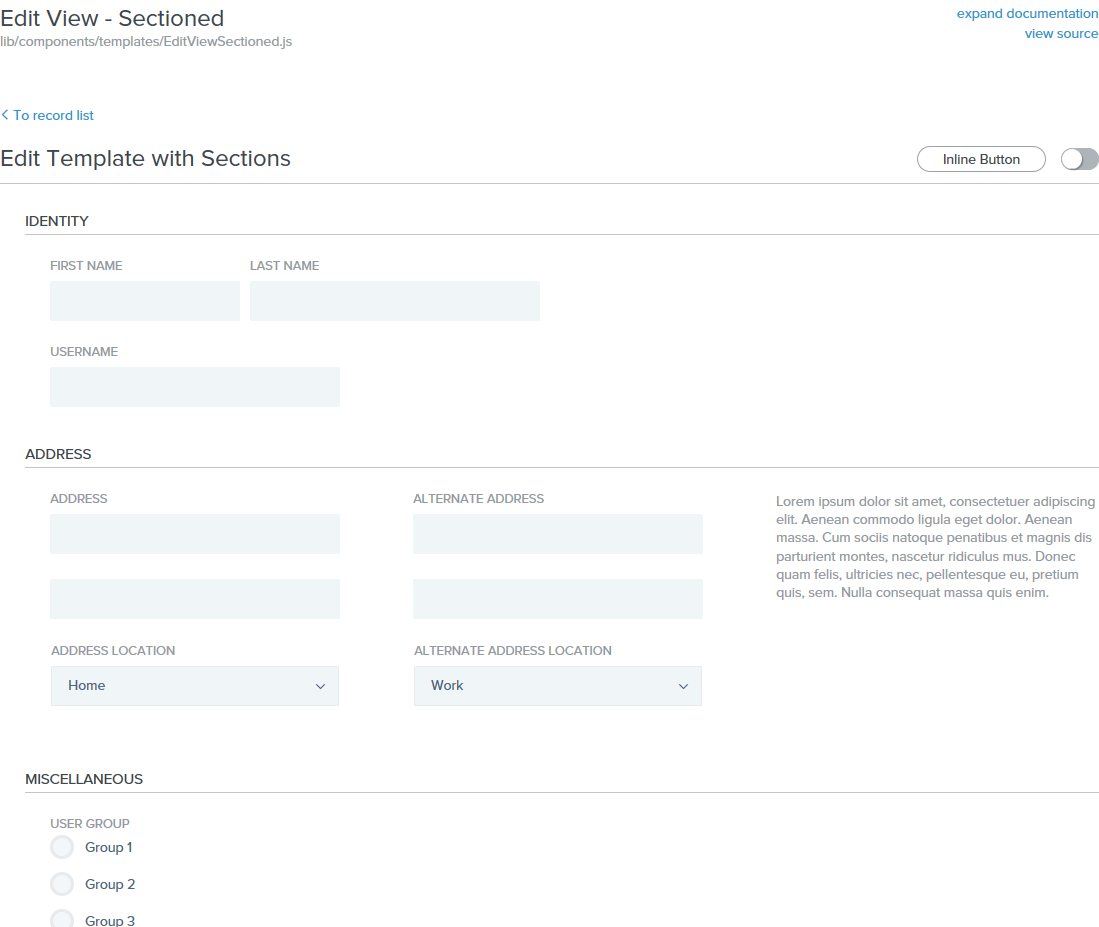 Edit View - Sectioned
expand documentation
lib/components/templates/EditViewSectioned.js
view source
To record list
Edit Template with Sections
Inline Button
IDENTITY
FIRST NAME
LAST NAME
USERNAME
ADDRESS
ADDRESS
ALTERNATE ADDRESS
Lorem ipsum dolor sit amet, consectetuer adipiscing
elit. Aenean commodo ligula eget dolor. Aenean
massa. Cum sociis natoque penatibus et magnis dis
parturient montes, nascetur ridiculus mus. Donec
quam felis, ultricies nec, pellentesque eu, pretium
quis, sem. Nulla consequat massa quis enim.
ADDRESS LOCATION
ALTERNATE ADDRESS LOCATION
Home
Work
MISCELLANEOUS
USER GROUP
Group 1
Group 2
Group 3